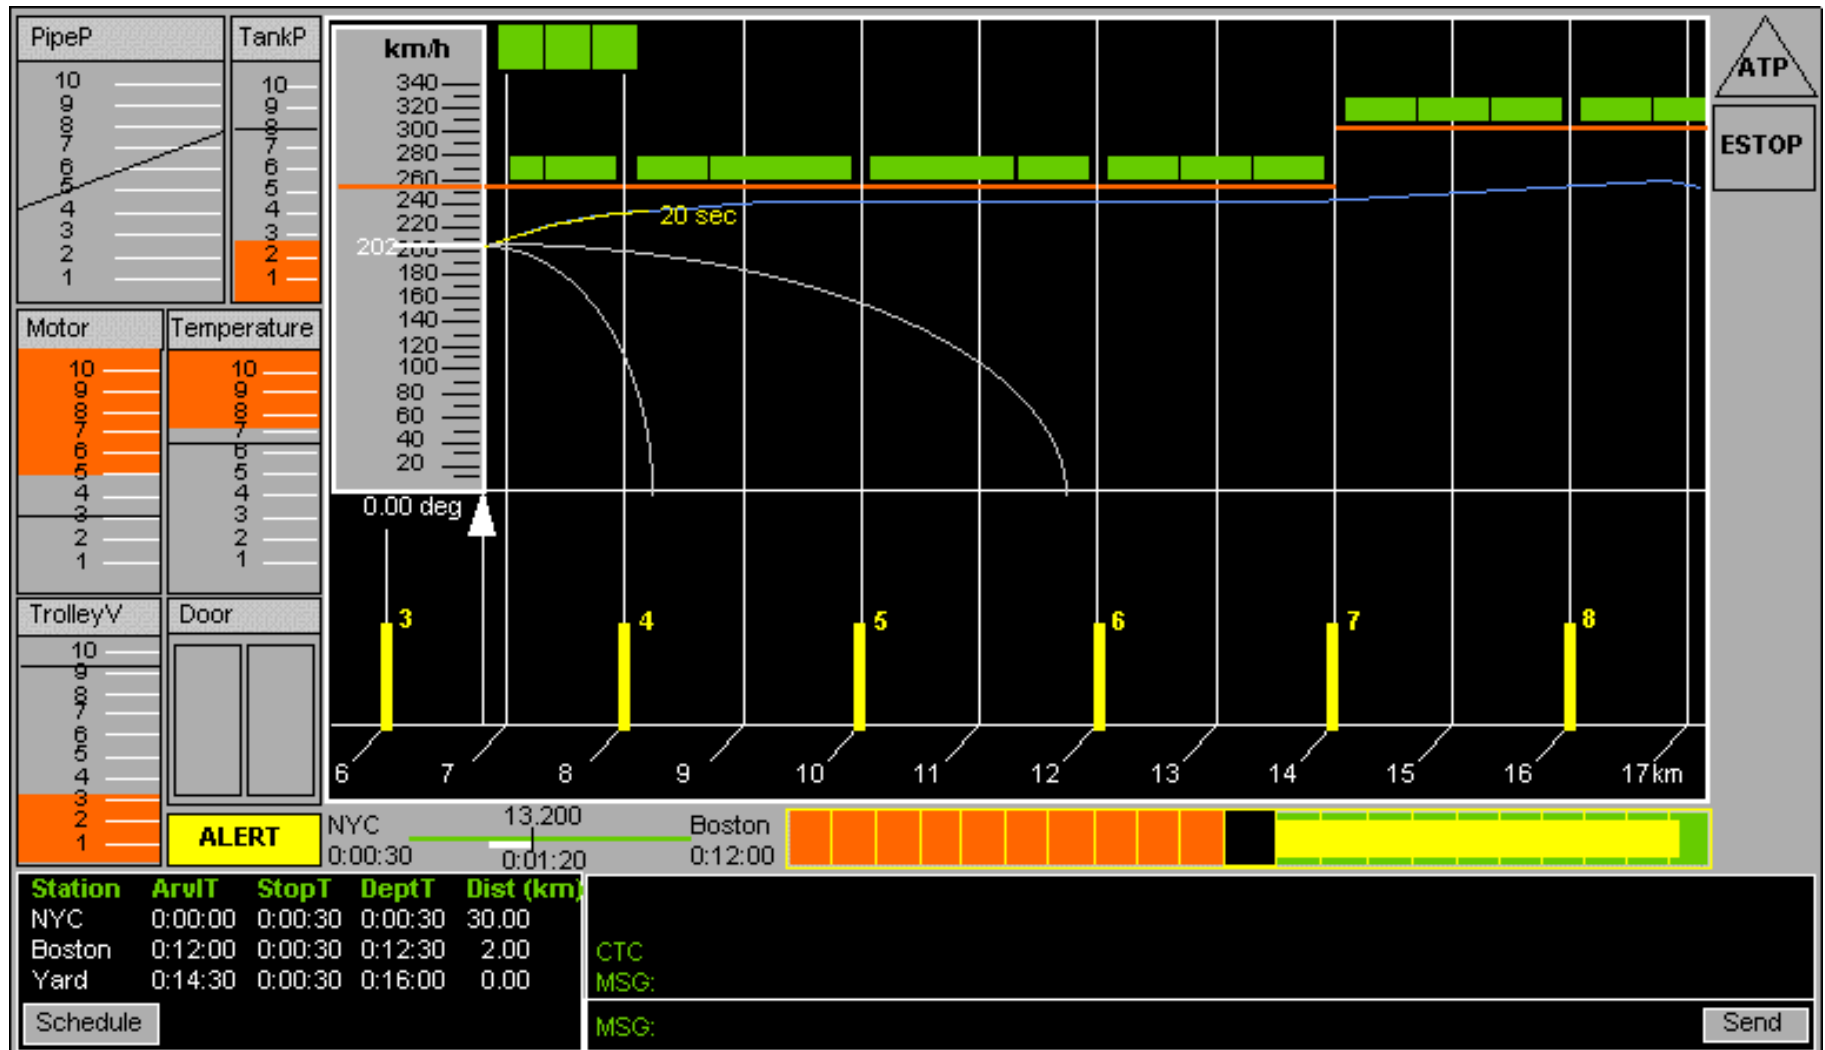 PipeP
10
9
8
7
6
5
4
3
2
1
TankP
10
9
8
7
6
5
4
3
2
1
km/h
340
320
300
280
260
240
220
202
200
180
160
140
120
100
80
60
40
20
20 sec
ATP
ESTOP
Motor
10
9
8
7
6
5
4
3
2
1
Temperature
10
9
8
7
6
5
4
3
2
1
0.00 deg
3 4 5 6 7 8
6 7 8 9 10 11 12 13 14 15 16 17km
TrolleyV
10
9
8
7
6
5
4
3
2
1
Door
ALERT
NYC 13.200 Boston
0:00:30 0:01:20 0:12:00
Station ArvlT StopT DeptT Dist (km)
NYC 0:00:00 0:00:30 0:00:30 30.00
Boston 0:12:00 0:00:30 0:12:30 2.00
Yard 0:14:30 0:00:30 0:16:00 0.00
Schedule
CTC
MSG:
MSG:
Send